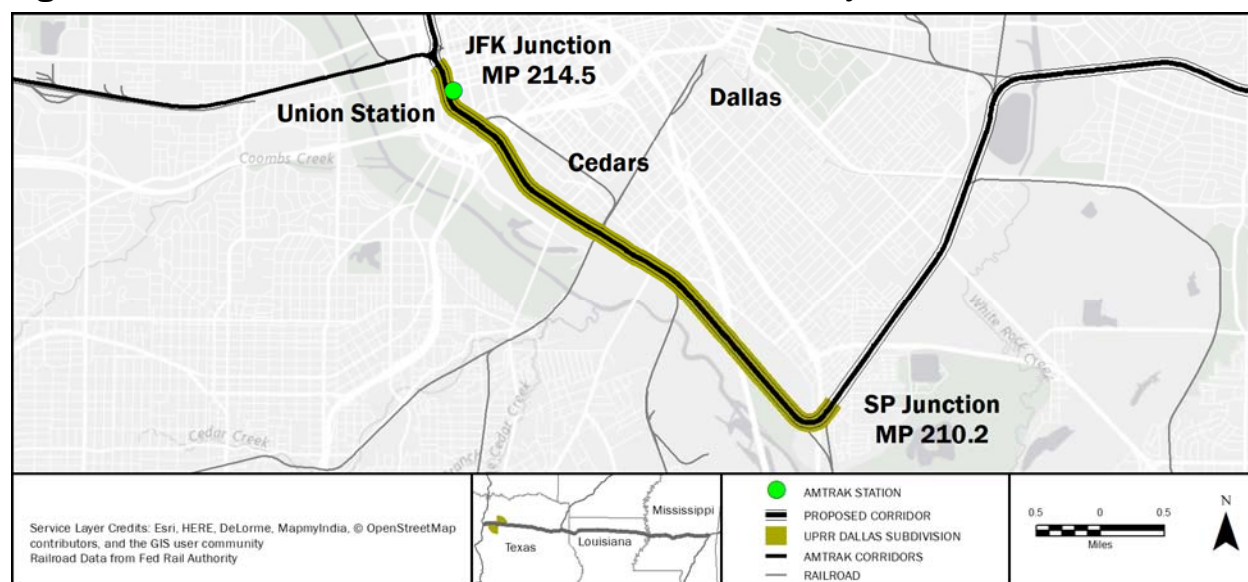 JFK Junction
MP 214.5
Dallas
Union Station
Cedars
Coombs Creek
White Rock Creek
SP Junction
MP 210.2
Cedar Creek
Cedar Creek
Service Layer Credits: Esri, HERE, DeLorme, MapmyIndia, © OpenStreetMap
contributors, and the GIS user community
Railroad Data from Fed Rail Authority
Mississippi
Louisiana
Texas
AMTRAK STATION
PROPOSED CORRIDOR
UPRR DALLAS SUBDIVISION
AMTRAK CORRIDORS
RAILROAD
0.5 0 0.5
Miles
N